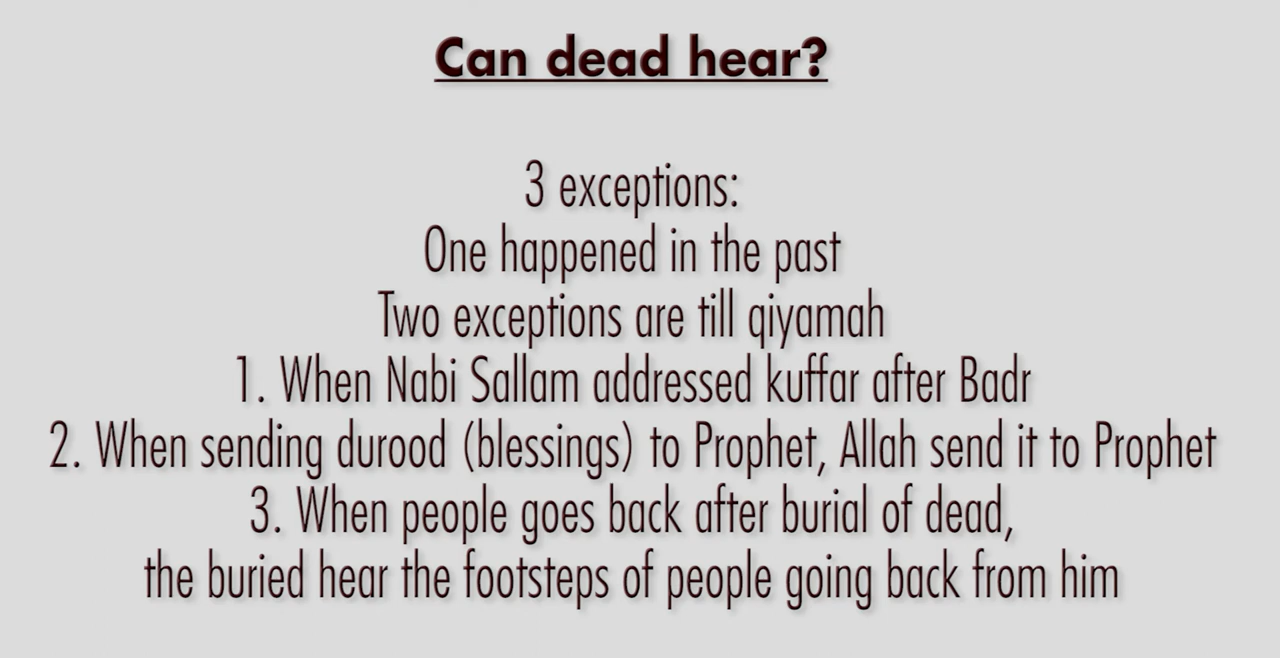 Can dead hear?
3 exceptions:
One happened in the past
Two exceptions are till qiyamah
1. When Nabi Sallam addressed kuffar after Badr
2. When sending durood (blessings) to Prophet, Allah send it to Prophet
3. When people goes back after burial of dead,
the buried hear the footsteps of people going back from him